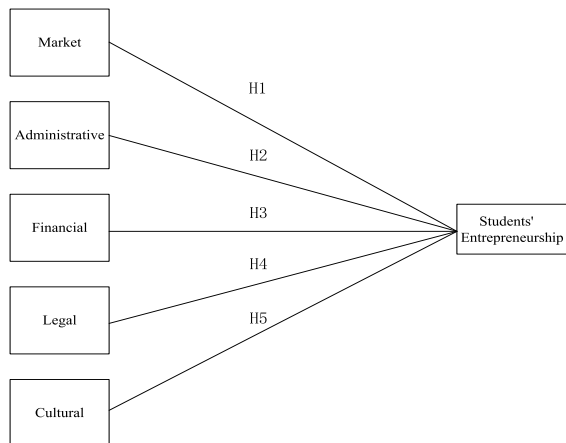 Market
H1
Administrative
H2
Financial
H3
Students'
Entrepreneurship
H4
Legal
H5
Cultural